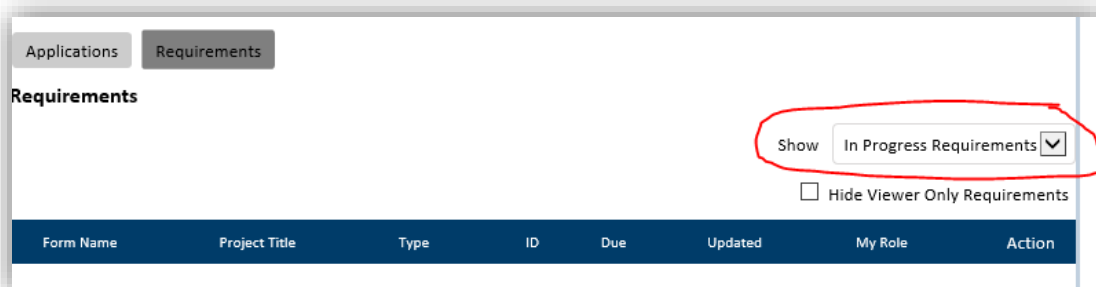 Applications Requirements
Requirements
Show In Progress Requirements
Hide Viewer Only Requirements
Form Name Project Title Type ID Due Updated My Role Action